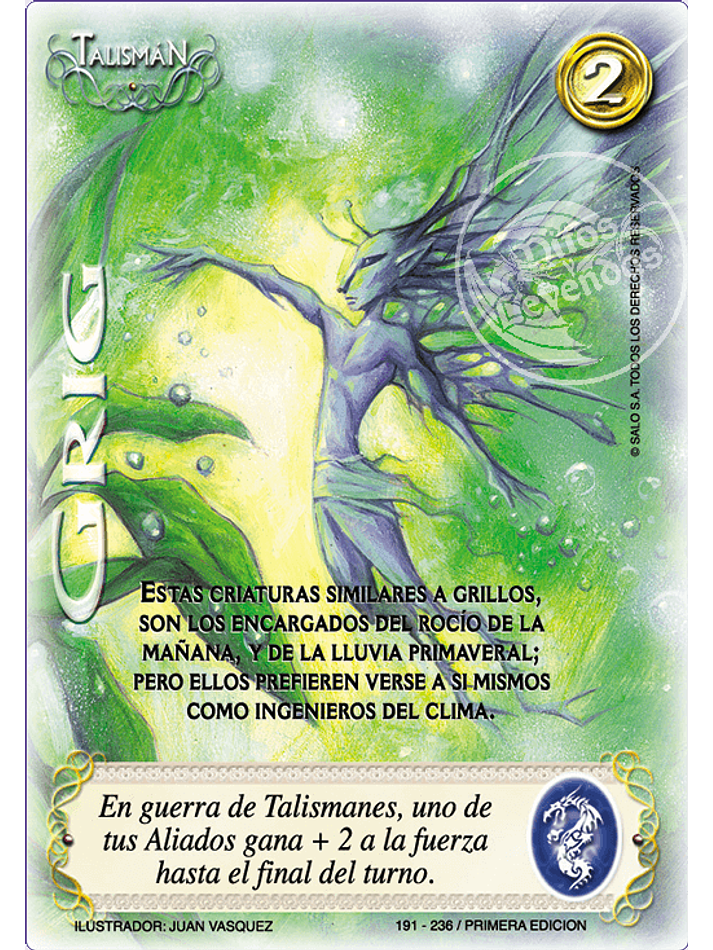 TALISMÁN
2
GRIG
Mitos
y
Leyendas
© SALO S.A. TODOS LOS DERECHOS RESERVADOS
ESTAS CRIATURAS SIMILARES A GRILLOS,
SON LOS ENCARGADOS DEL ROCÍO DE LA
MAÑANA, Y DE LA LLUVIA PRIMAVERAL;
PERO ELLOS PREFIEREN VERSE A SI MISMOS
COMO INGENIEROS DEL CLIMA.
En guerra de Talismanes, uno de
tus Aliados gana + 2 a la fuerza
hasta el final del turno.
ILUSTRADOR: JUAN VASQUEZ
191 - 236 / PRIMERA EDICION